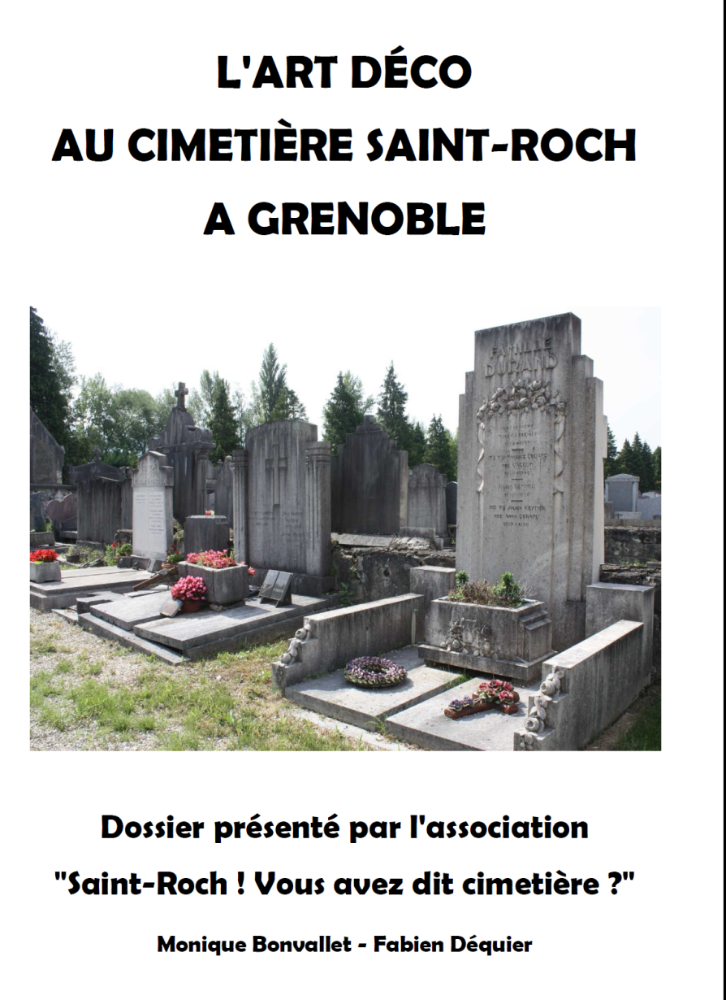 L'ART DÉCO
AU CIMETIÈRE SAINT-ROCH
A GRENOBLE
FAMILLE
DURAND
Dossier présenté par l'association
"Saint-Roch ! Vous avez dit cimetière ?"
Monique Bonvallet - Fabien Déquier